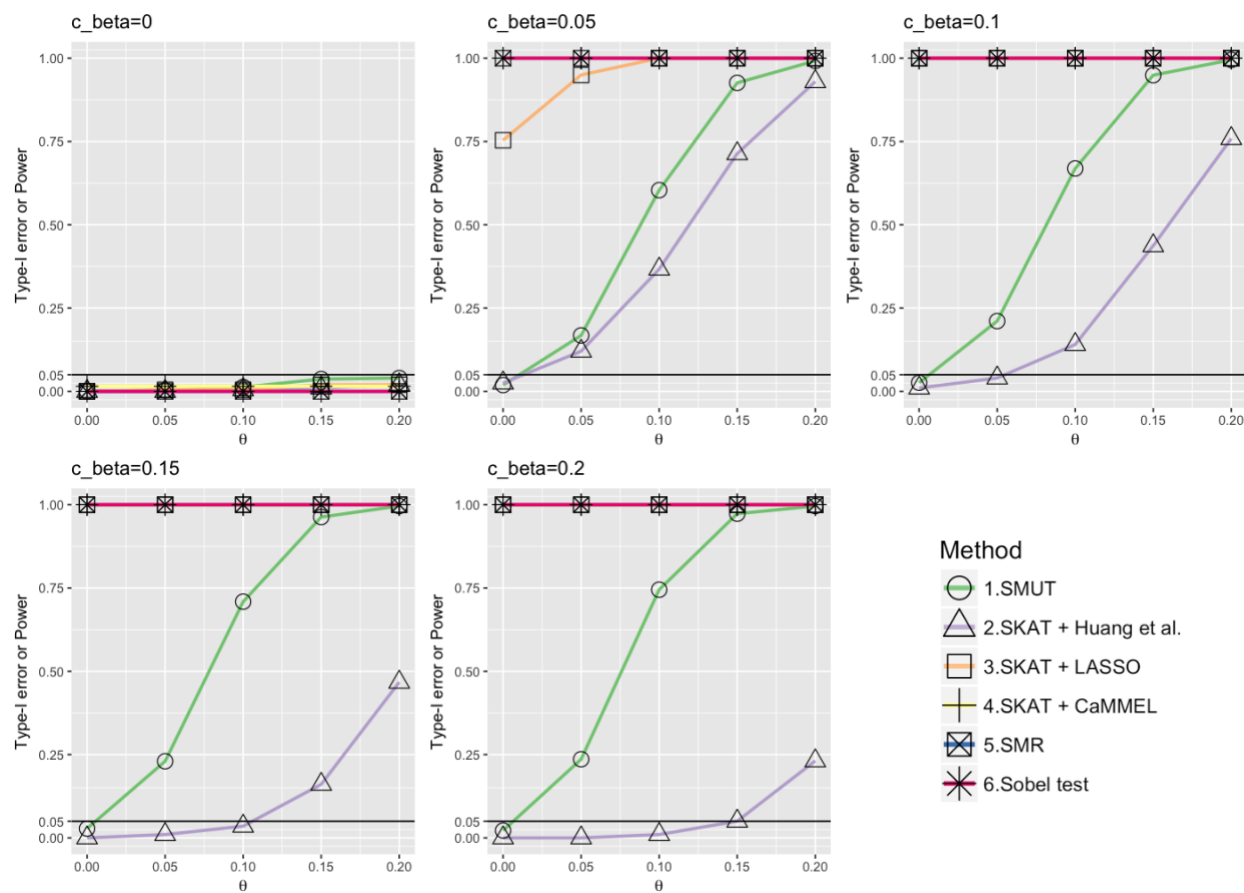 c_beta=0
c_beta=0.05
c_beta=0.1
Type-I error or Power
1.00
0.75
0.50
0.25
0.05
0.00
0.00 0.05 0.10 0.15 0.20
θ
Type-I error or Power
1.00
0.75
0.50
0.25
0.05
0.00
0.00 0.05 0.10 0.15 0.20
θ
Type-I error or Power
1.00
0.75
0.50
0.25
0.05
0.00
0.00 0.05 0.10 0.15 0.20
θ
c_beta=0.15
c_beta=0.2
Type-I error or Power
1.00
0.75
0.50
0.25
0.05
0.00
0.00 0.05 0.10 0.15 0.20
θ
Type-I error or Power
1.00
0.75
0.50
0.25
0.05
0.00
0.00 0.05 0.10 0.15 0.20
θ
Method
1.SMUT
2.SKAT + Huang et al.
3.SKAT + LASSO
4.SKAT + CaMMEL
5.SMR
6.Sobel test